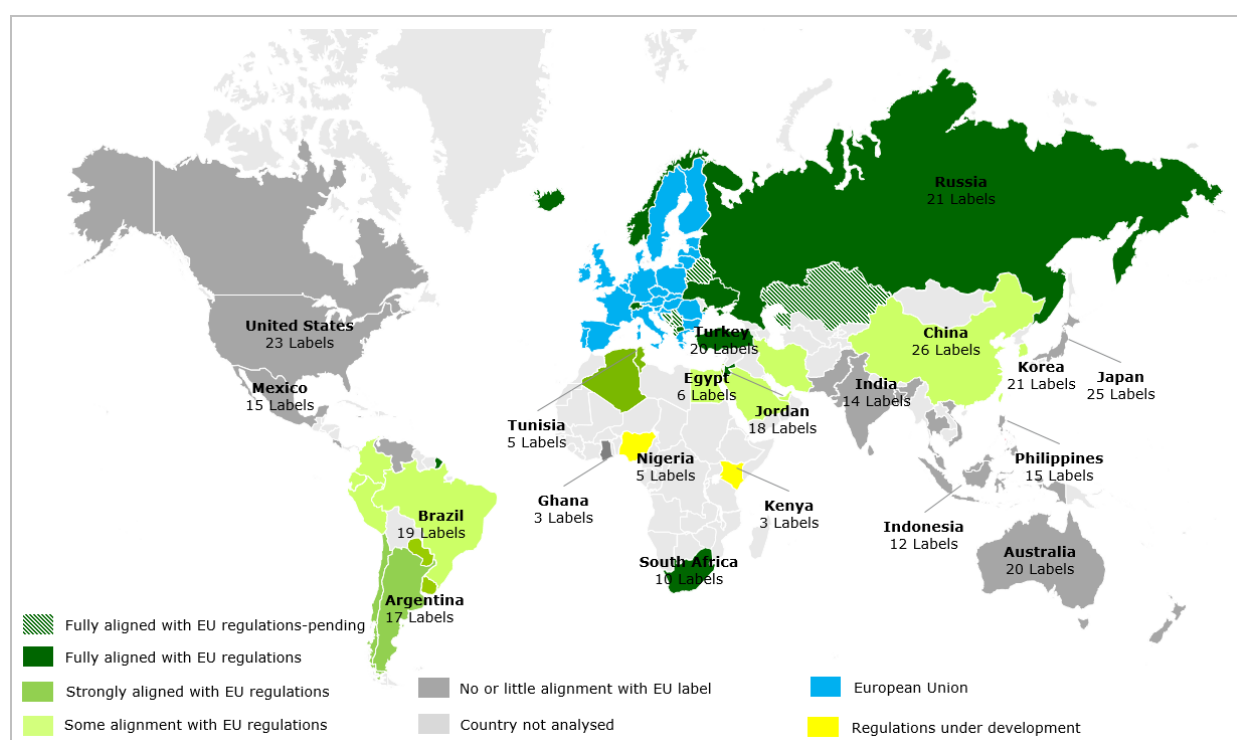 Russia
21 Labels
United States
23 Labels
Turkey
20 Labels
China
26 Labels
Korea
21 Labels
Japan
25 Labels
Mexico
15 Labels
Egypt
6 Labels
India
14 Labels
Jordan
18 Labels
Tunisia
5 Labels
Nigeria
5 Labels
Philippines
15 Labels
Ghana
3 Labels
Kenya
3 Labels
Brazil
19 Labels
Indonesia
12 Labels
Australia
20 Labels
South Africa
10 Labels
Argentina
17 Labels
Fully aligned with EU regulations-pending
Fully aligned with EU regulations
Strongly aligned with EU regulations
Some alignment with EU regulations
No or little alignment with EU label
Country not analysed
European Union
Regulations under development